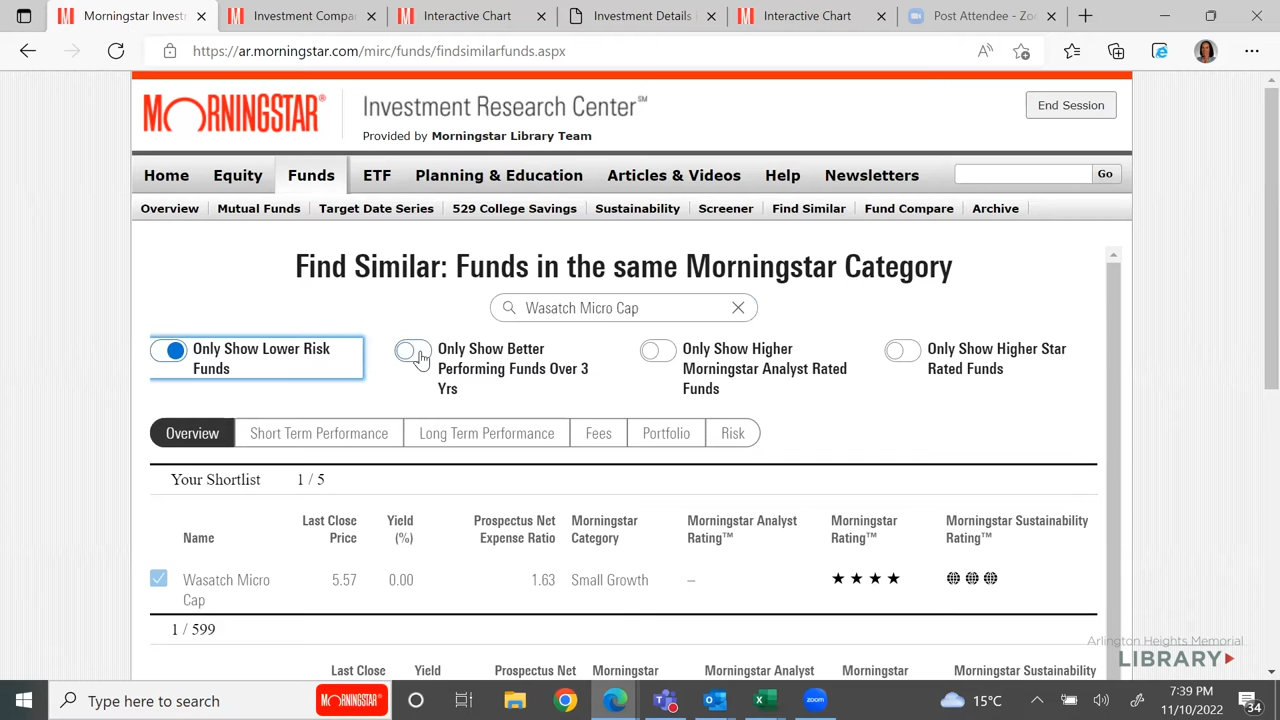 Morningstar Inves
Investment Compa
Interactive Chart
Investment Details
Interactive Chart
Post Attendee - Zo
https://ar.morningstar.com/mirc/funds/findsimilarfunds.aspx
MORNINGSTAR® Investment Research Center℠
End Session
Provided by Morningstar Library Team
Home Equity Funds ETF Planning & Education Articles & Videos Help Newsletters Go
Overview Mutual Funds Target Date Series 529 College Savings Sustainability Screener Find Similar Fund Compare Archive
Find Similar: Funds in the same Morningstar Category
Wasatch Micro Cap
Only Show Lower Risk
Funds
Only Show Better
Performing Funds Over 3
Yrs
Only Show Higher
Morningstar Analyst Rated
Funds
Only Show Higher Star
Rated Funds
Overview Short Term Performance Long Term Performance Fees Portfolio Risk
Your Shortlist 1 / 5
Name
Last Close
Price
Yield
(%)
Prospectus Net
Expense Ratio
Morningstar
Category
Morningstar Analyst
Rating™
Morningstar
Rating™
Morningstar Sustainability
Rating™
Wasatch Micro
Cap
5.57 0.00 1.63 Small Growth –
1 / 599
Last Close Yield Prospectus Net Morningstar Morningstar Analyst Morningstar Morningstar Sustainability
Arlington Heights Memorial
LIBRARY
Type here to search
MORNINGSTAR®
zoom
15°C
7:39 PM
11/10/2022
34